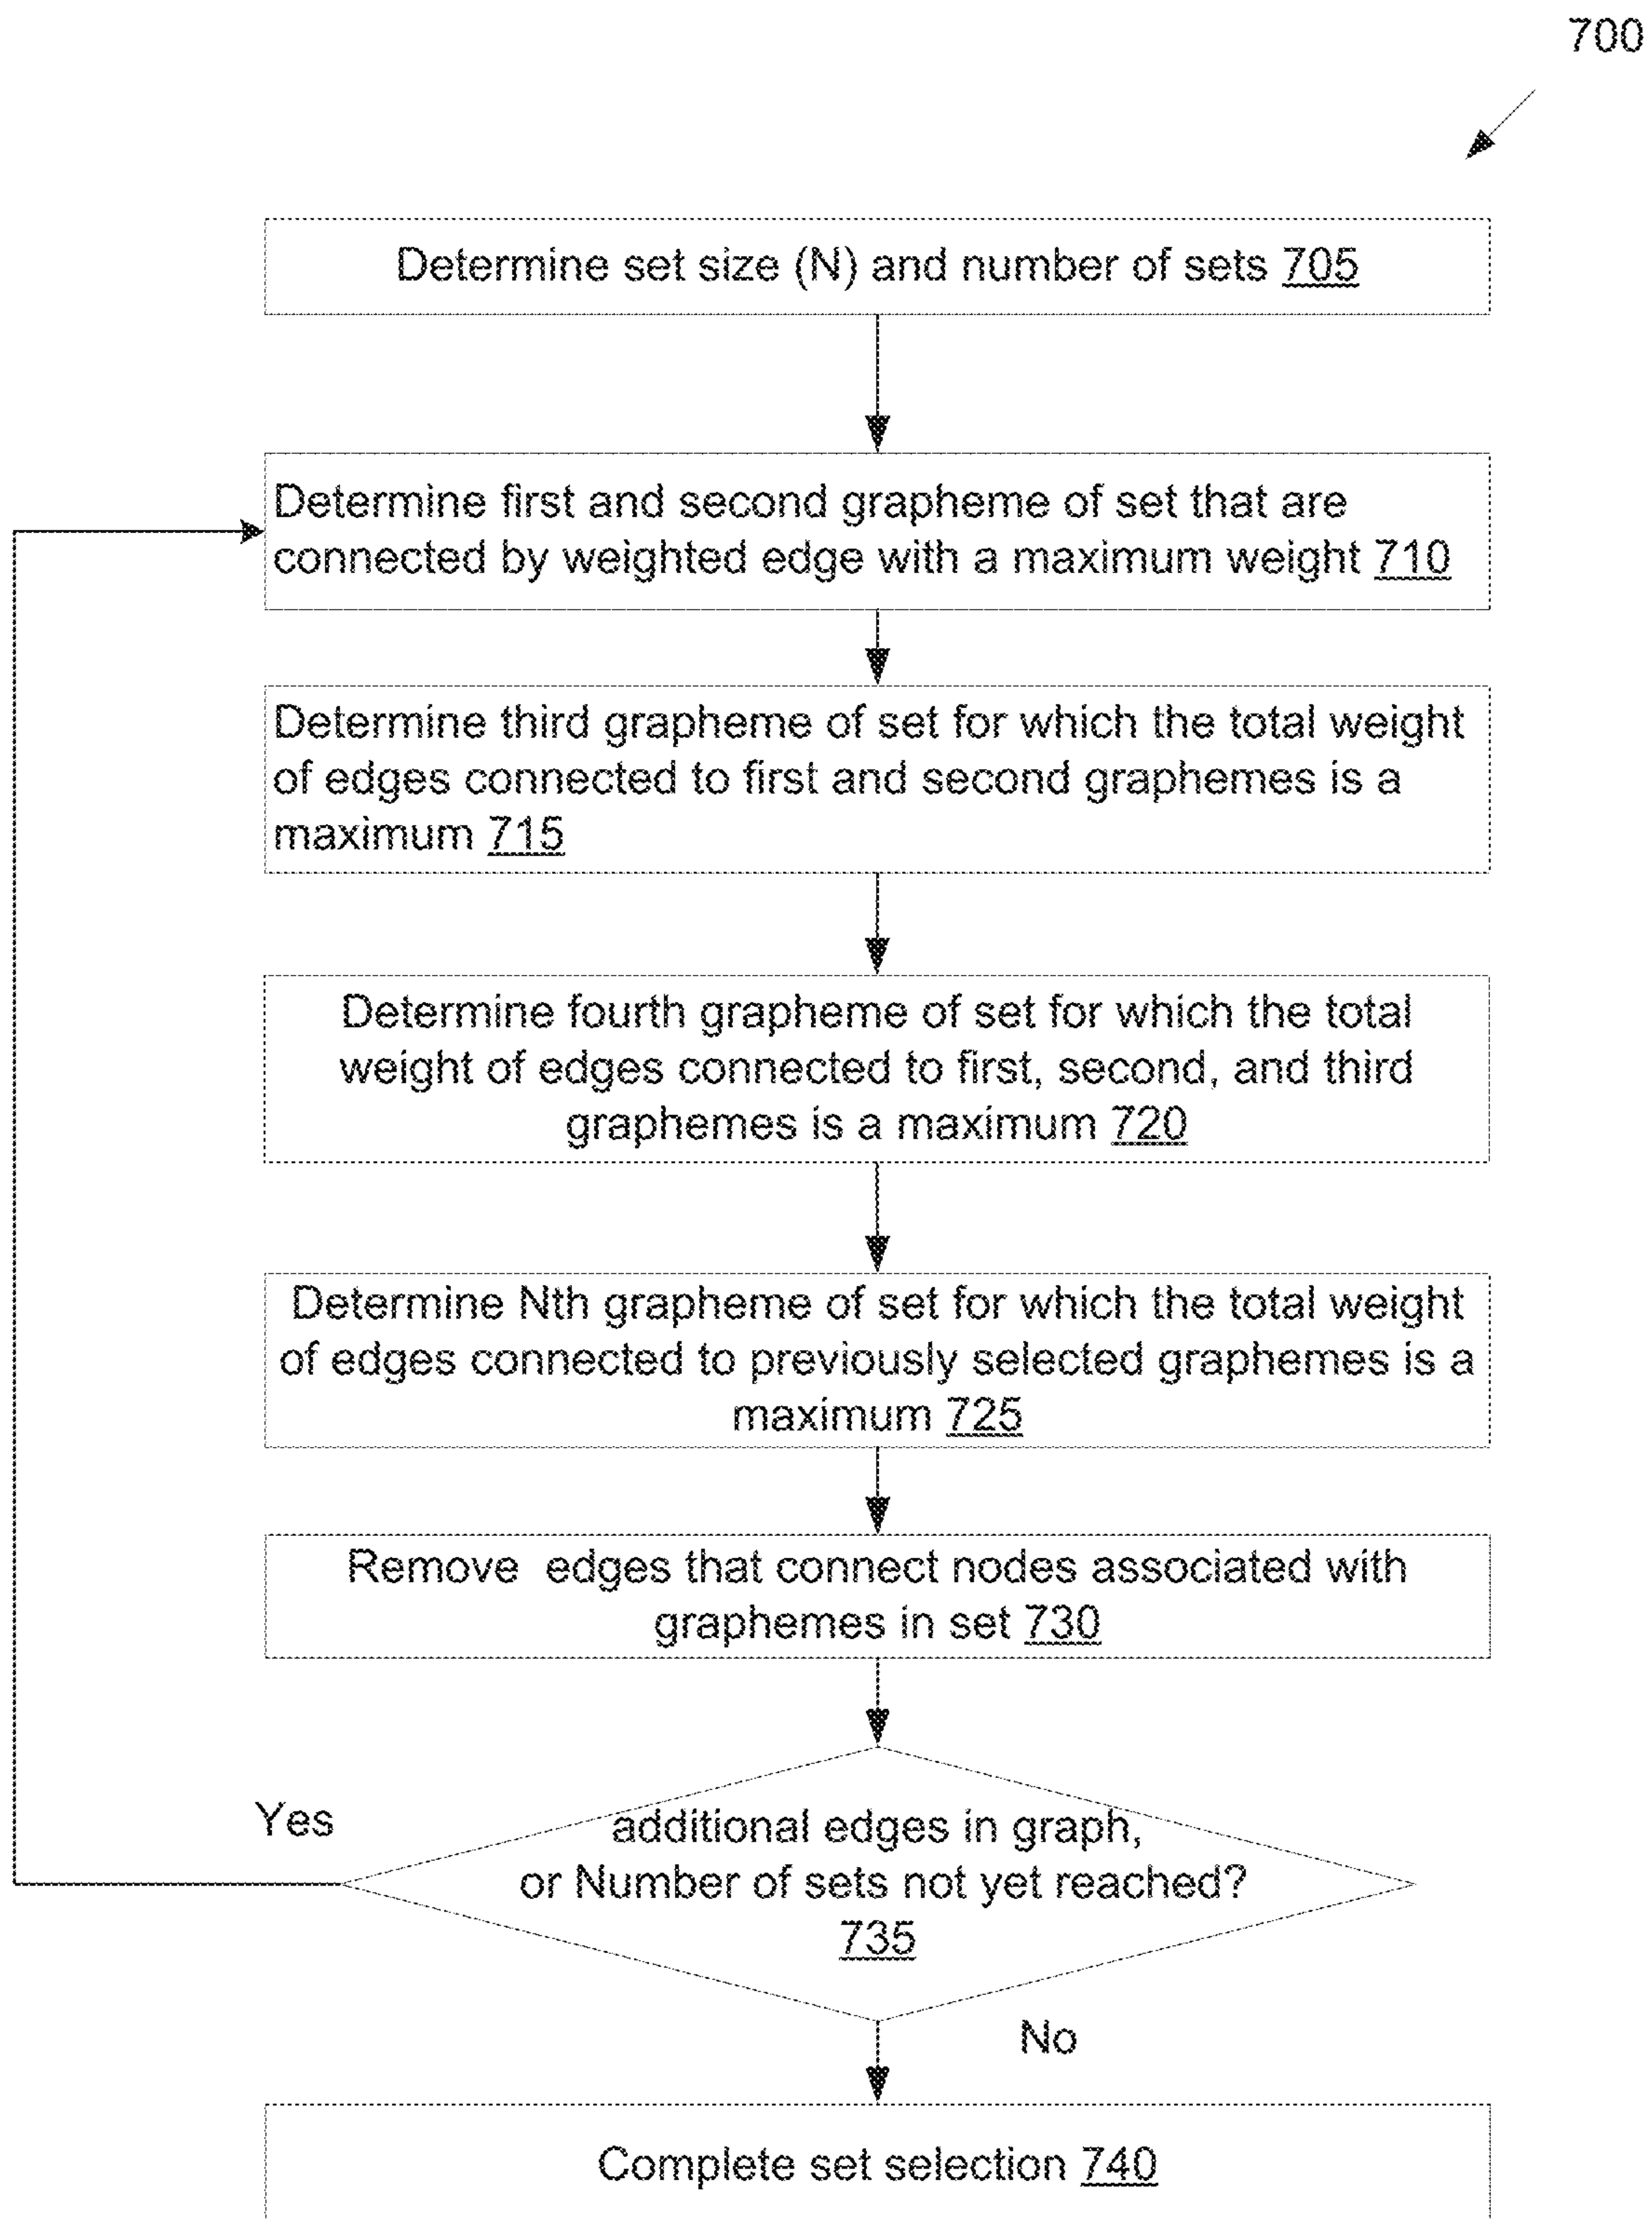 700
Determine set size (N) and number of sets 705
Determine first and second grapheme of set that are
connected by weighted edge with a maximum weight 710
Determine third grapheme of set for which the total weight
of edges connected to first and second graphemes is a
maximum 715
Determine fourth grapheme of set for which the total
weight of edges connected to first, second, and third
graphemes is a maximum 720
Determine Nth grapheme of set for which the total weight
of edges connected to previously selected graphemes is a
maximum 725
Remove edges that connect nodes associated with
graphemes in set 730
Yes
additional edges in graph,
or Number of sets not yet reached?
735
No
Complete set selection 740